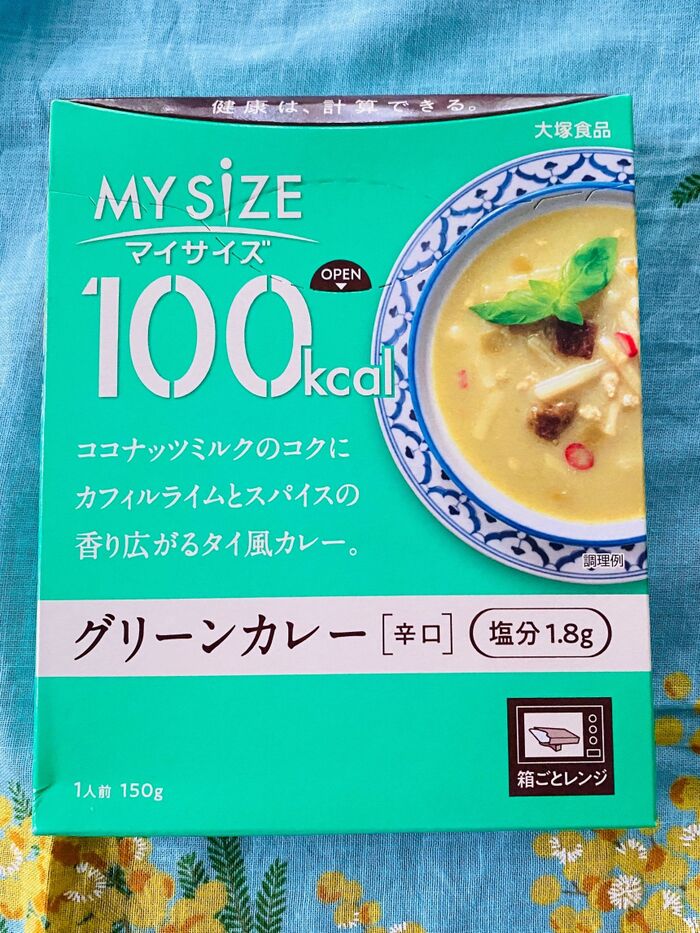 健康は、計算できる。
大塚食品
MY SiZE
マイサイズ
OPEN
100kcal
ココナッツミルクのコクに
カフィルライムとスパイスの
香り広がるタイ風カレー。
調理例
グリーンカレー [辛口] 塩分1.8g
箱ごとレンジ
1人前 150g